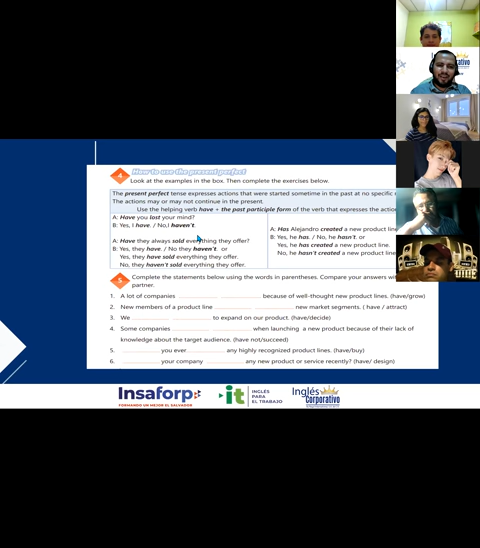 4 How to use the present perfect
Look at the examples in the box. Then complete the exercises below.
The present perfect tense expresses actions that were started sometime in the past at no specific
The actions may or may not continue in the present.
Use the helping verb have + the past participle form of the verb that expresses the action
A: Have you lost your mind?
B: Yes, I have. / No, I haven't.
A: Have they always sold everything they offer?
B: Yes, they have. / No they haven't. or
Yes, they have sold everything they offer.
No, they haven't sold everything they offer.
A: Has Alejandro created a new product line
B: Yes, he has. / No, he hasn't. or
Yes, he has created a new product line.
No, he hasn't created a new product line
5 Complete the statements below using the words in parentheses. Compare your answers wi
partner.
1. A lot of companies because of well-thought new product lines. (have/grow)
2. New members of a product line new market segments. ( have / attract)
3. We to expand on our product. (have/decide)
4. Some companies when launching a new product because of their lack of
knowledge about the target audience. (have not/succeed)
5. you ever any highly recognized product lines. (have/buy)
6. your company any new product or service recently? (have/ design)
Insaforp
FORMANDO UN MEJOR EL SALVADOR
it INGLÉS
PARA
EL TRABAJO
Inglés
Corporativo